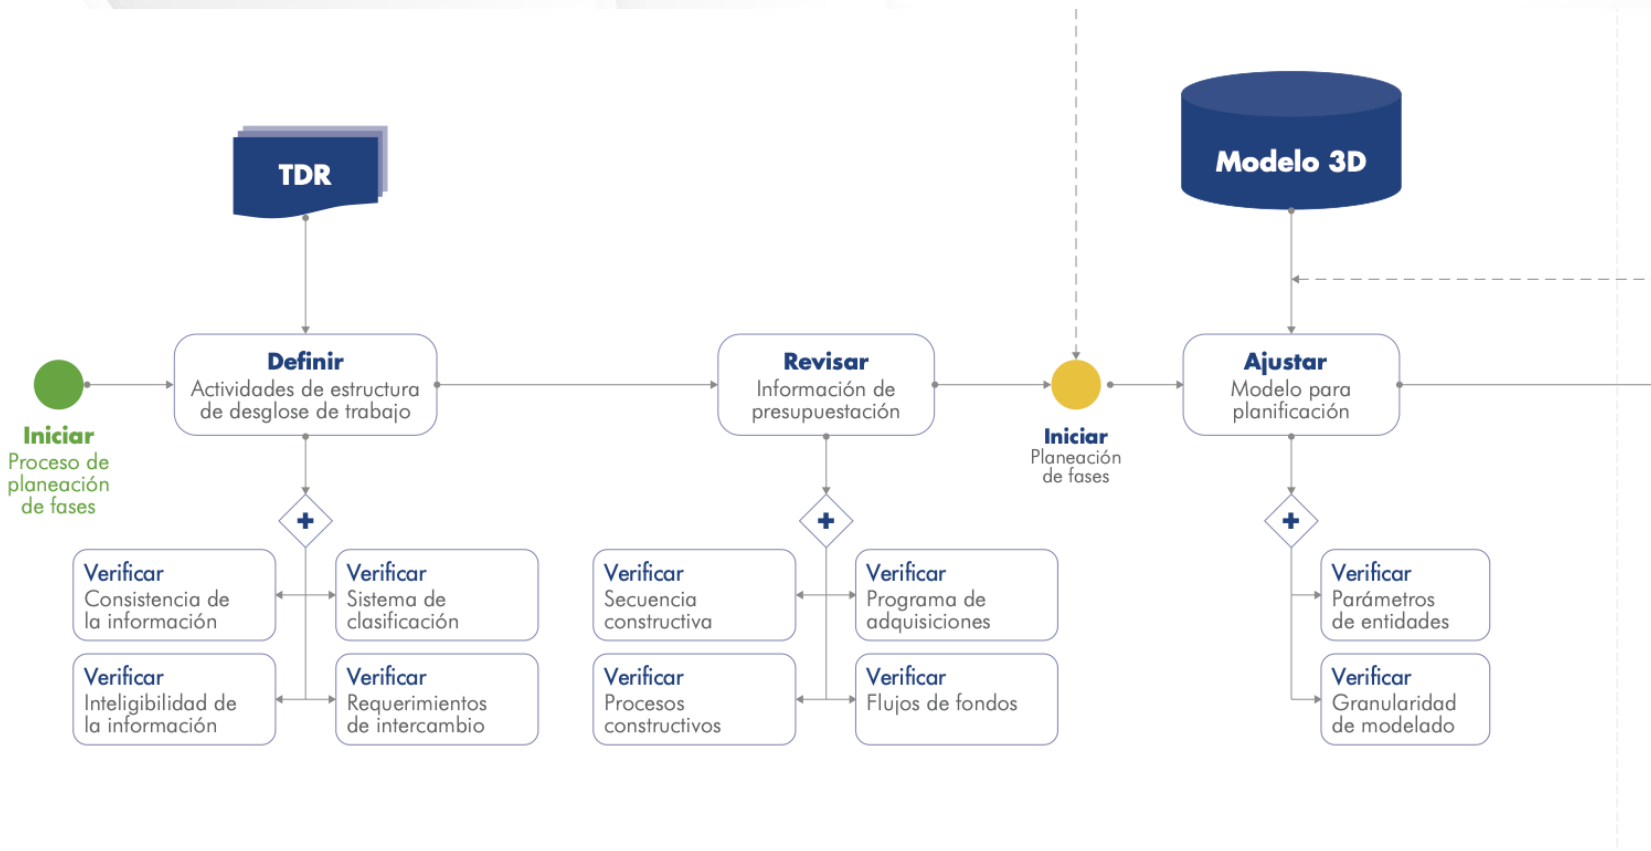 TDR
Modelo 3D
Iniciar
Proceso de
planeación
de fases
Definir
Actividades de estructura
de desglose de trabajo
Revisar
Información de
presupuestación
Iniciar
Planeación
de fases
Ajustar
Modelo para
planificación
Verificar
Consistencia de
la información
Verificar
Sistema de
clasificación
Verificar
Inteligibilidad de
la información
Verificar
Requerimientos
de intercambio
Verificar
Secuencia
constructiva
Verificar
Programa de
adquisiciones
Verificar
Procesos
constructivos
Verificar
Flujos de fondos
Verificar
Parámetros
de entidades
Verificar
Granularidad
de modelado